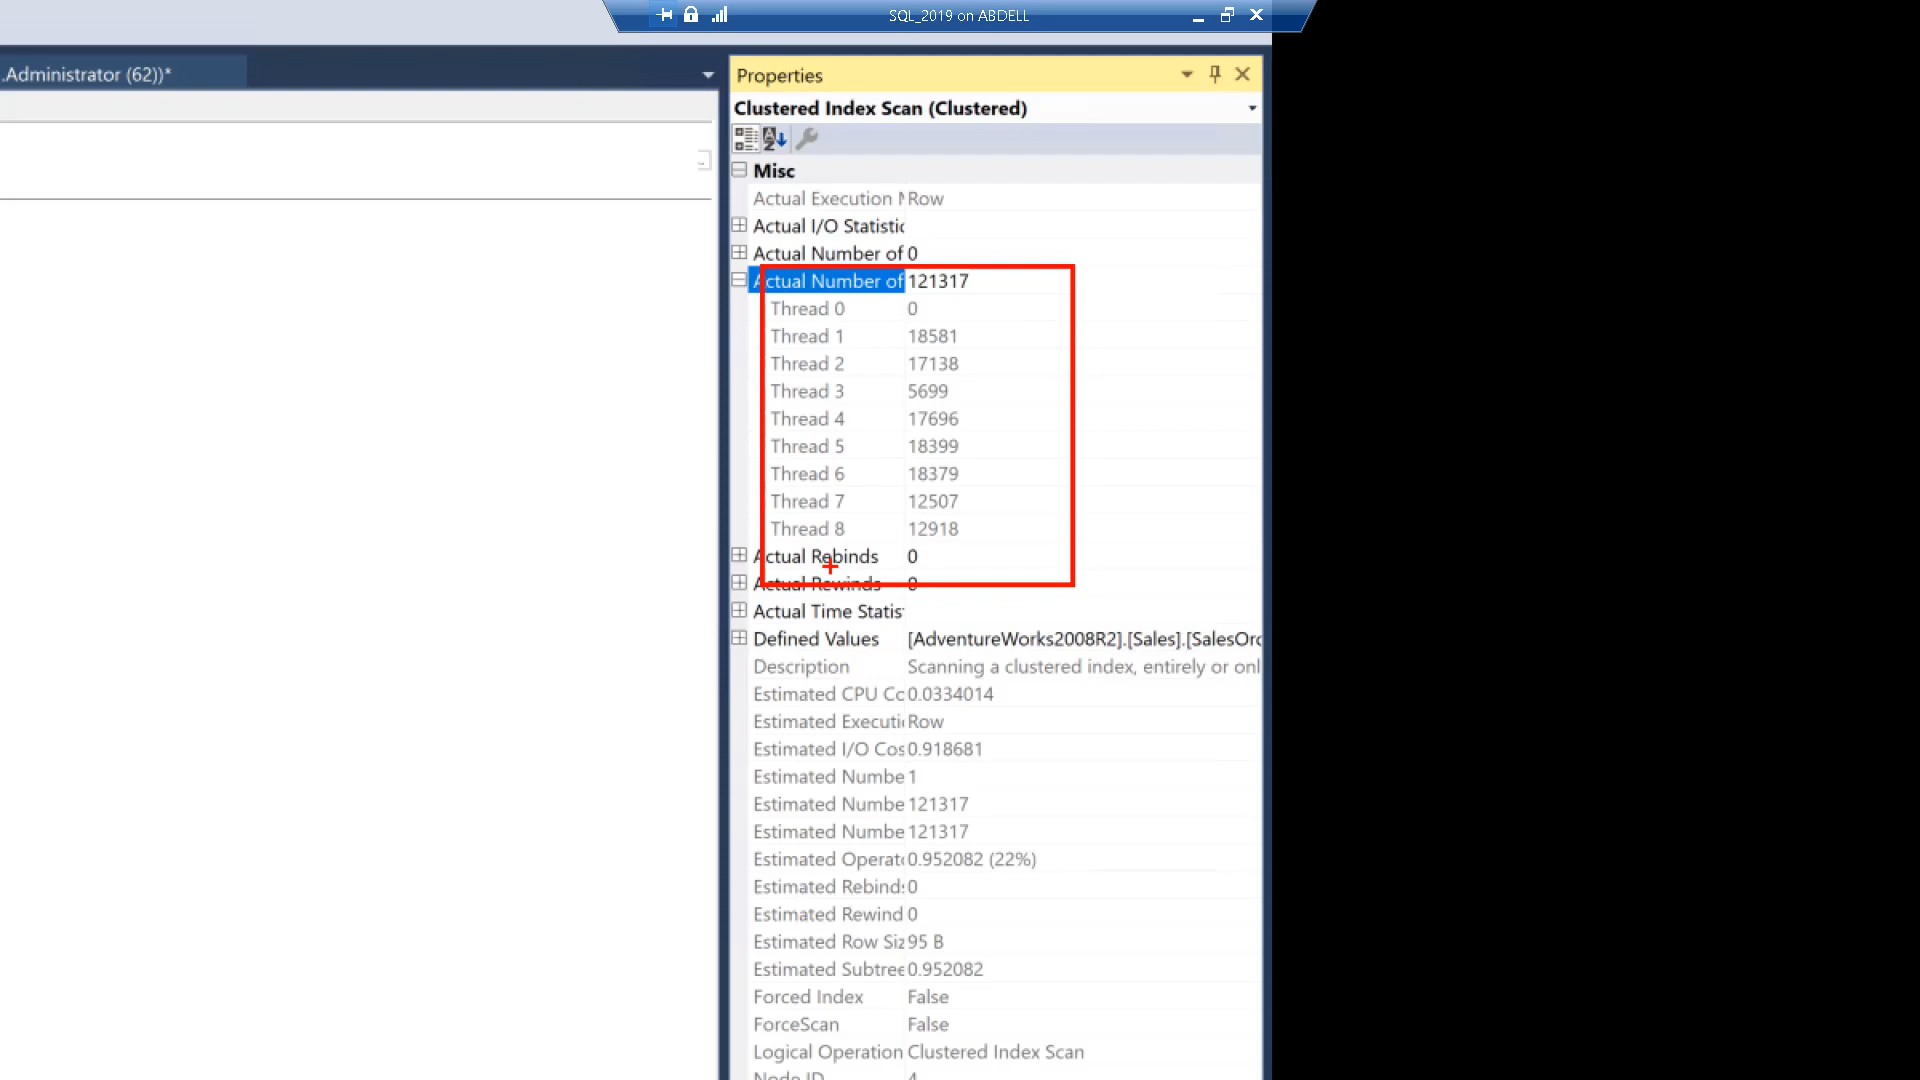 SQL_2019 on ABDELL
.Administrator (62))*
Properties
Clustered Index Scan (Clustered)
Misc
Actual Execution M Row
Actual I/O Statistic
Actual Number of 0
Actual Number of 121317
Thread 0 0
Thread 1 18581
Thread 2 17138
Thread 3 5699
Thread 4 17696
Thread 5 18399
Thread 6 18379
Thread 7 12507
Thread 8 12918
Actual Rebinds 0
Actual Rewinds 0
Actual Time Statis
Defined Values [AdventureWorks2008R2].[Sales].[SalesOrd
Description Scanning a clustered index, entirely or onl
Estimated CPU Co 0.0334014
Estimated Executi Row
Estimated I/O Cos 0.918681
Estimated Numbe 1
Estimated Numbe 121317
Estimated Numbe 121317
Estimated Operat 0.952082 (22%)
Estimated Rebind 0
Estimated Rewind 0
Estimated Row Siz 95 B
Estimated Subtree 0.952082
Forced Index False
ForceScan False
Logical Operation Clustered Index Scan
Node ID 4